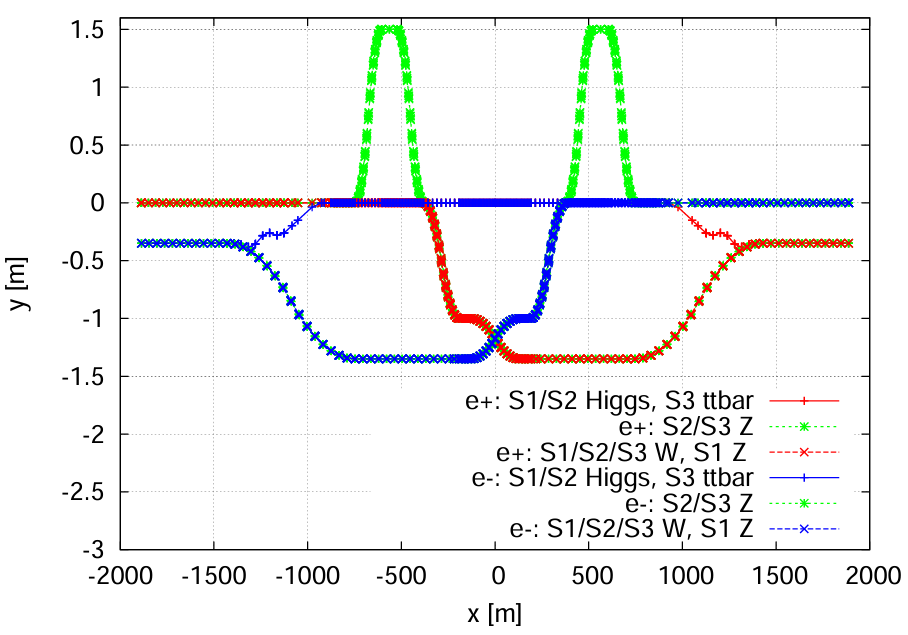 1.5
1
0.5
0
-0.5
-1
-1.5
-2
-2.5
-3
y [m]
e+: S1/S2 Higgs, S3 ttbar
e+: S2/S3 Z
e+: S1/S2/S3 W, S1 Z
e-: S1/S2 Higgs, S3 ttbar
e-: S2/S3 Z
e-: S1/S2/S3 W, S1 Z
-2000 -1500 -1000 -500 0 500 1000 1500 2000
x [m]